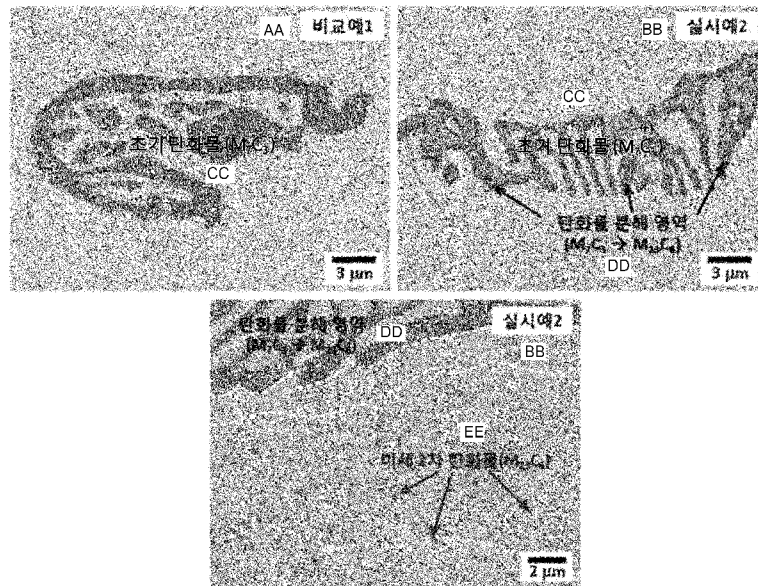 AA 비교예1
초기 탄화물(M₇C₃)
CC
3 μm
BB 실시예2
CC
초기 탄화물(M₇C₃)
탄화물 분해 영역
(M₇C₃ → M₂₃C₆)
DD
3 μm
탄화물 분해 영역
(M₇C₃ → M₂₃C₆)
DD
실시예2
BB
EE
미세 2차 탄화물(M₂₃C₆)
2 μm